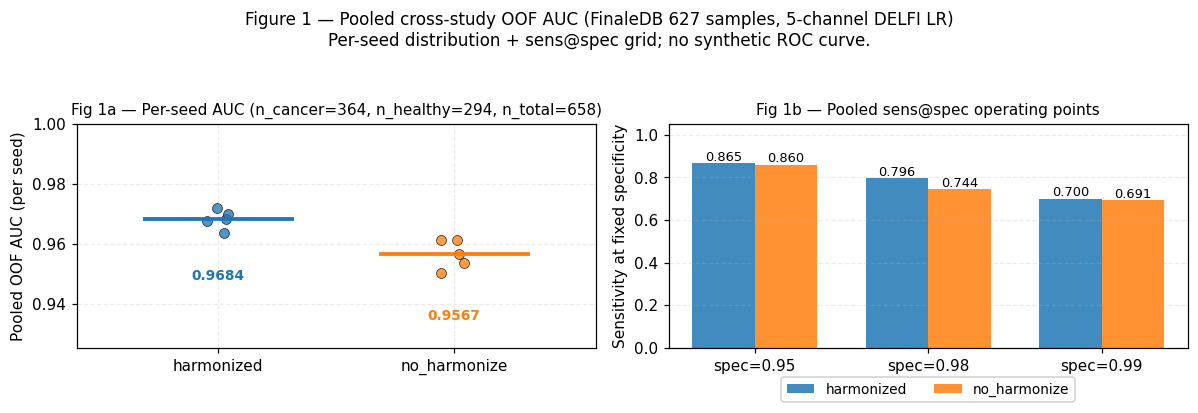 Figure 1 — Pooled cross-study OOF AUC (FinaleDB 627 samples, 5-channel DELFI LR)
Per-seed distribution + sens@spec grid; no synthetic ROC curve.
Fig 1a — Per-seed AUC (n_cancer=364, n_healthy=294, n_total=658)
Pooled OOF AUC (per seed)
1.00
0.98
0.96
0.94
0.9684
0.9567
harmonized
no_harmonize
Fig 1b — Pooled sens@spec operating points
Sensitivity at fixed specificity
1.0
0.8
0.6
0.4
0.2
0.0
0.865
0.860
0.796
0.744
0.700
0.691
spec=0.95
spec=0.98
spec=0.99
harmonized
no_harmonize